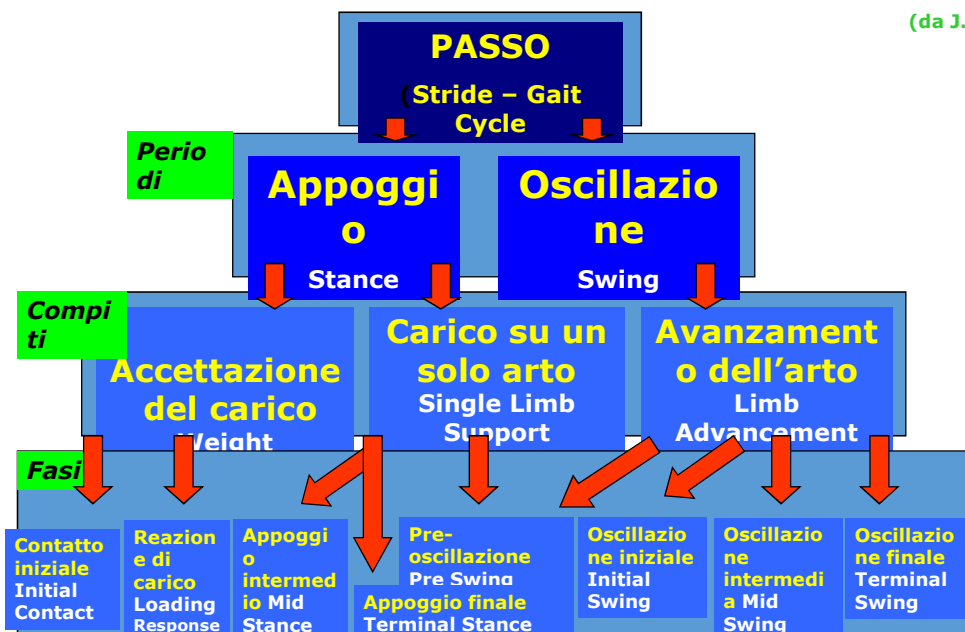 (da J.
PASSO
(Stride – Gait
Cycle
Perio
di
Appoggi
o
Stance
Oscillazio
ne
Swing
Compi
ti
Accettazione
del carico
Weight
Carico su un
solo arto
Single Limb
Support
Avanzament
o dell’arto
Limb
Advancement
Fasi
Contatto
iniziale
Initial
Contact
Reazion
e di
carico
Loading
Response
Appoggi
o
intermed
io Mid
Stance
Pre-
oscillazione
Pre Swing
Appoggio finale
Terminal Stance
Oscillazio
ne iniziale
Initial
Swing
Oscillazio
ne
intermedi
a Mid
Swing
Oscillazio
ne finale
Terminal
Swing